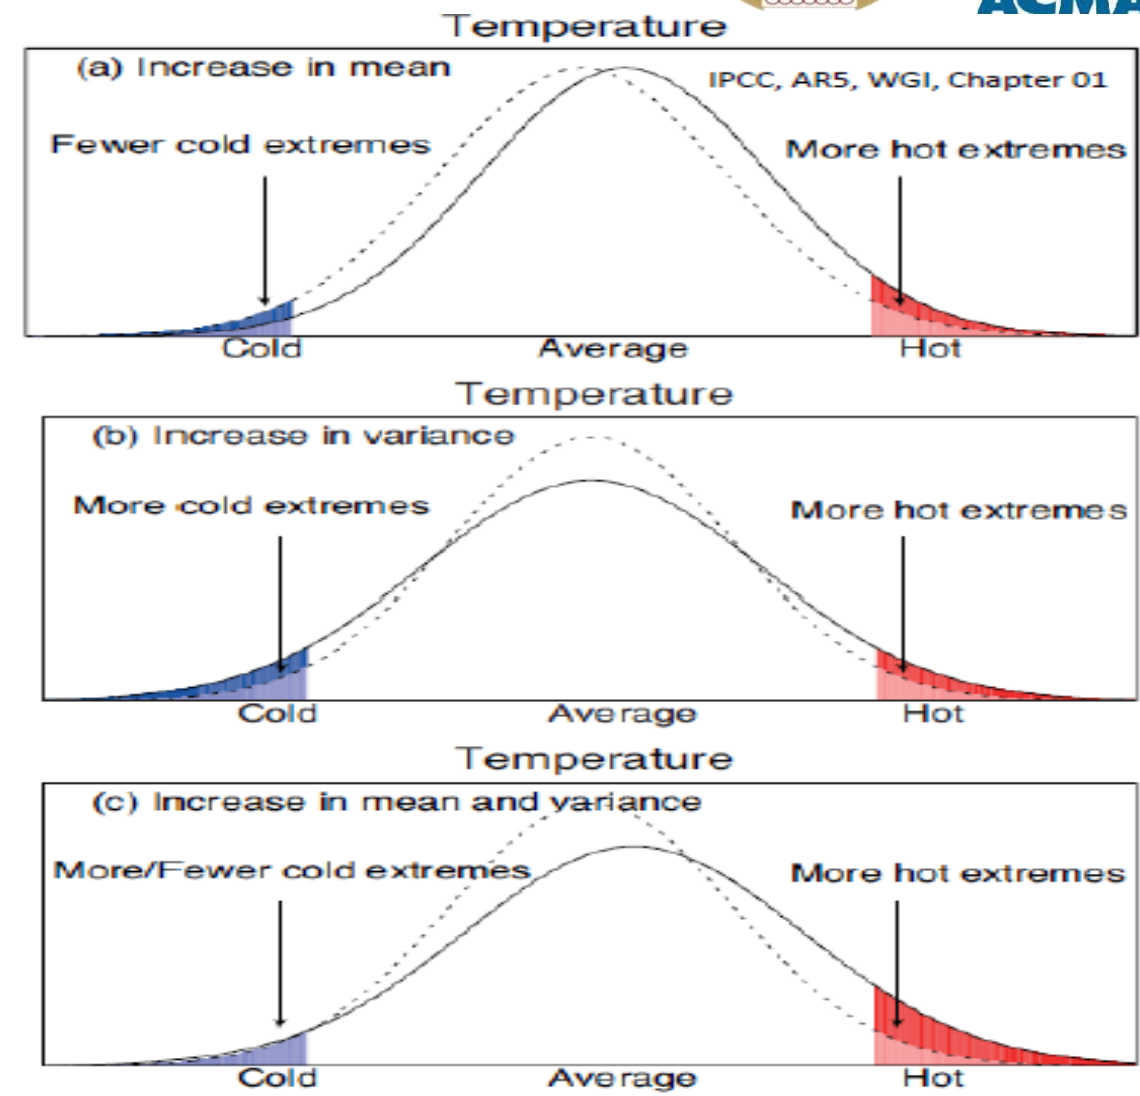 ACMA
Temperature
(a) Increase in mean
IPCC, AR5, WGI, Chapter 01
Fewer cold extremes
More hot extremes
Cold Average Hot
Temperature
(b) Increase in variance
More cold extremes
More hot extremes
Cold Average Hot
Temperature
(c) Increase in mean and variance
More/Fewer cold extremes
More hot extremes
Cold Average Hot